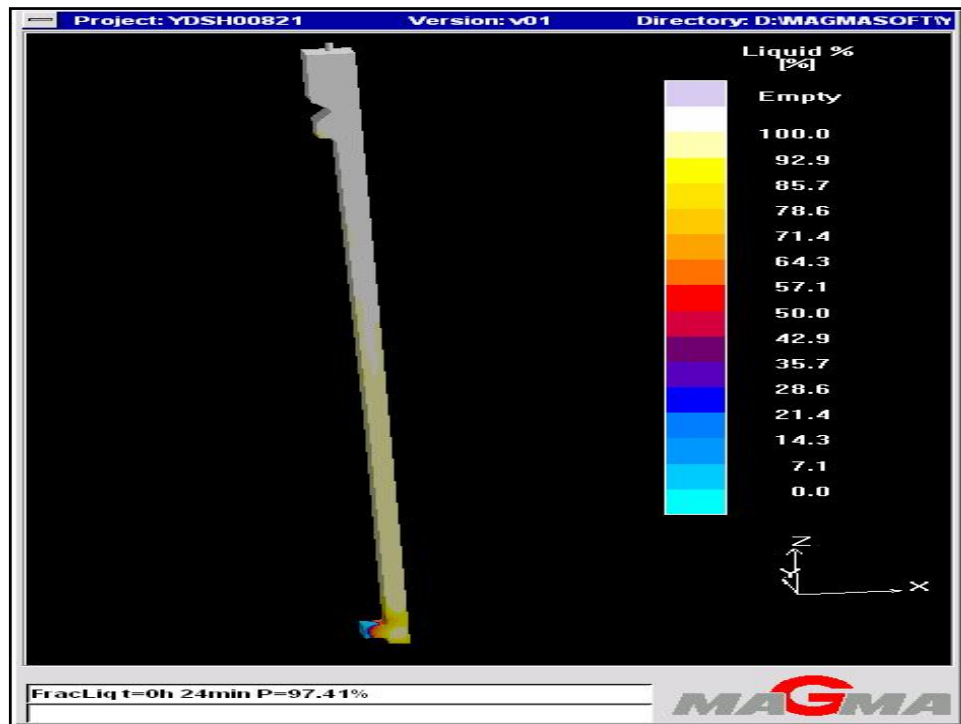 Project: YDSH00821 Version: v01 Directory: D:\MAGMASOFT\Y
Liquid %
[%]
Empty
100.0
92.9
85.7
78.6
71.4
64.3
57.1
50.0
42.9
35.7
28.6
21.4
14.3
7.1
0.0
Z
Y
X
FracLiq t=0h 24min P=97.41%
MAGMA